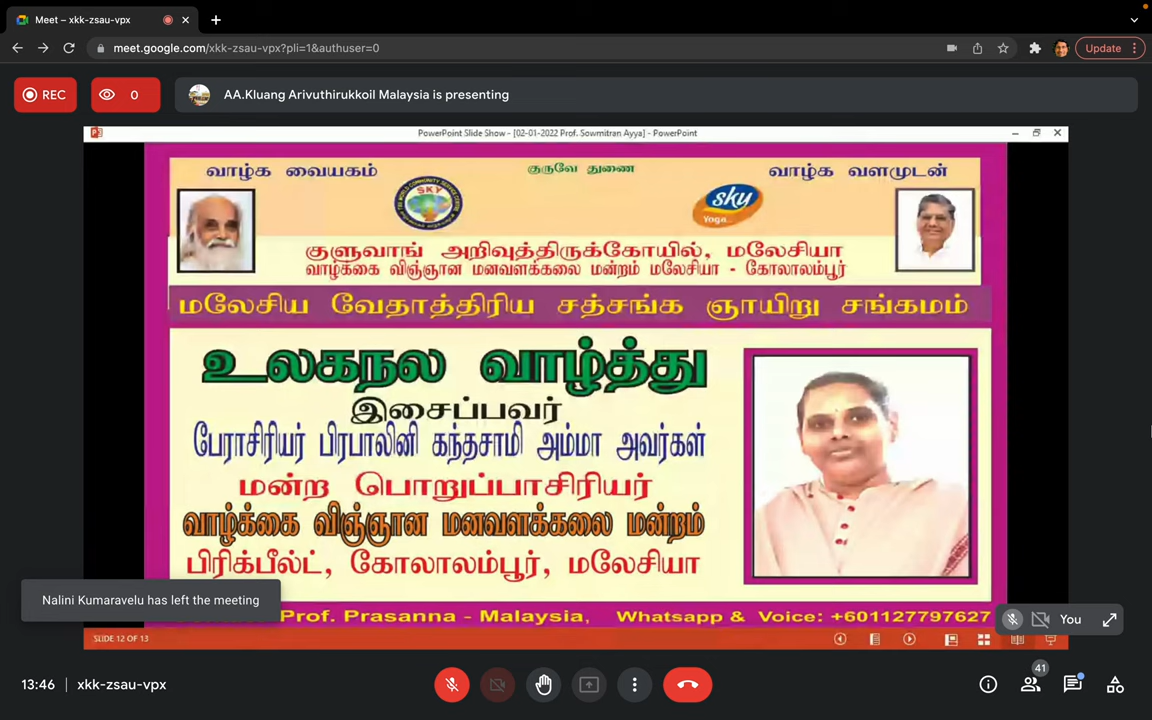 Meet – xkk-zsau-vpx
meet.google.com/xkk-zsau-vpx?pli=1&authuser=0
Update
REC
0
AA.Kluang Arivuthirukkoil Malaysia is presenting
PowerPoint Slide Show - [02-01-2022 Prof. Sowmitran Ayya] - PowerPoint
வாழ்க வையகம்
குருவே துணை
வாழ்க வளமுடன்
SKY
sky
Yoga
குளுவாங் அறிவுத்திருக்கோயில், மலேசியா
வாழ்க்கை விஞ்ஞான மனவளக்கலை மன்றம் மலேசியா - கோலாலம்பூர்
மலேசிய வேதாத்திரிய சத்சங்க ஞாயிறு சங்கமம்
உலகநல வாழ்த்து
இசைப்பவர்
பேராசிரியர் பிரபாலினி கந்தசாமி அம்மா அவர்கள்
மன்ற பொறுப்பாசிரியர்
வாழ்க்கை விஞ்ஞான மனவளக்கலை மன்றம்
பிரிக்பீல்ட், கோலாலம்பூர், மலேசியா
Nalini Kumaravelu has left the meeting
Prof. Prasanna - Malaysia, Whatsapp & Voice: +601127797627
You
SLIDE 12 OF 13
13:46 | xkk-zsau-vpx
41